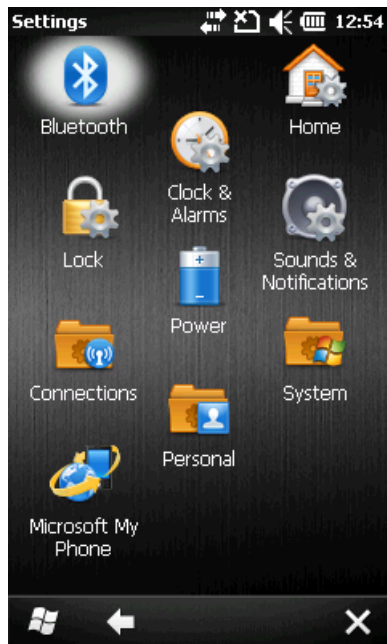 Settings 12:54
Bluetooth
Home
Clock &
Alarms
Lock
Sounds &
Notifications
Power
Connections
System
Personal
Microsoft My
Phone